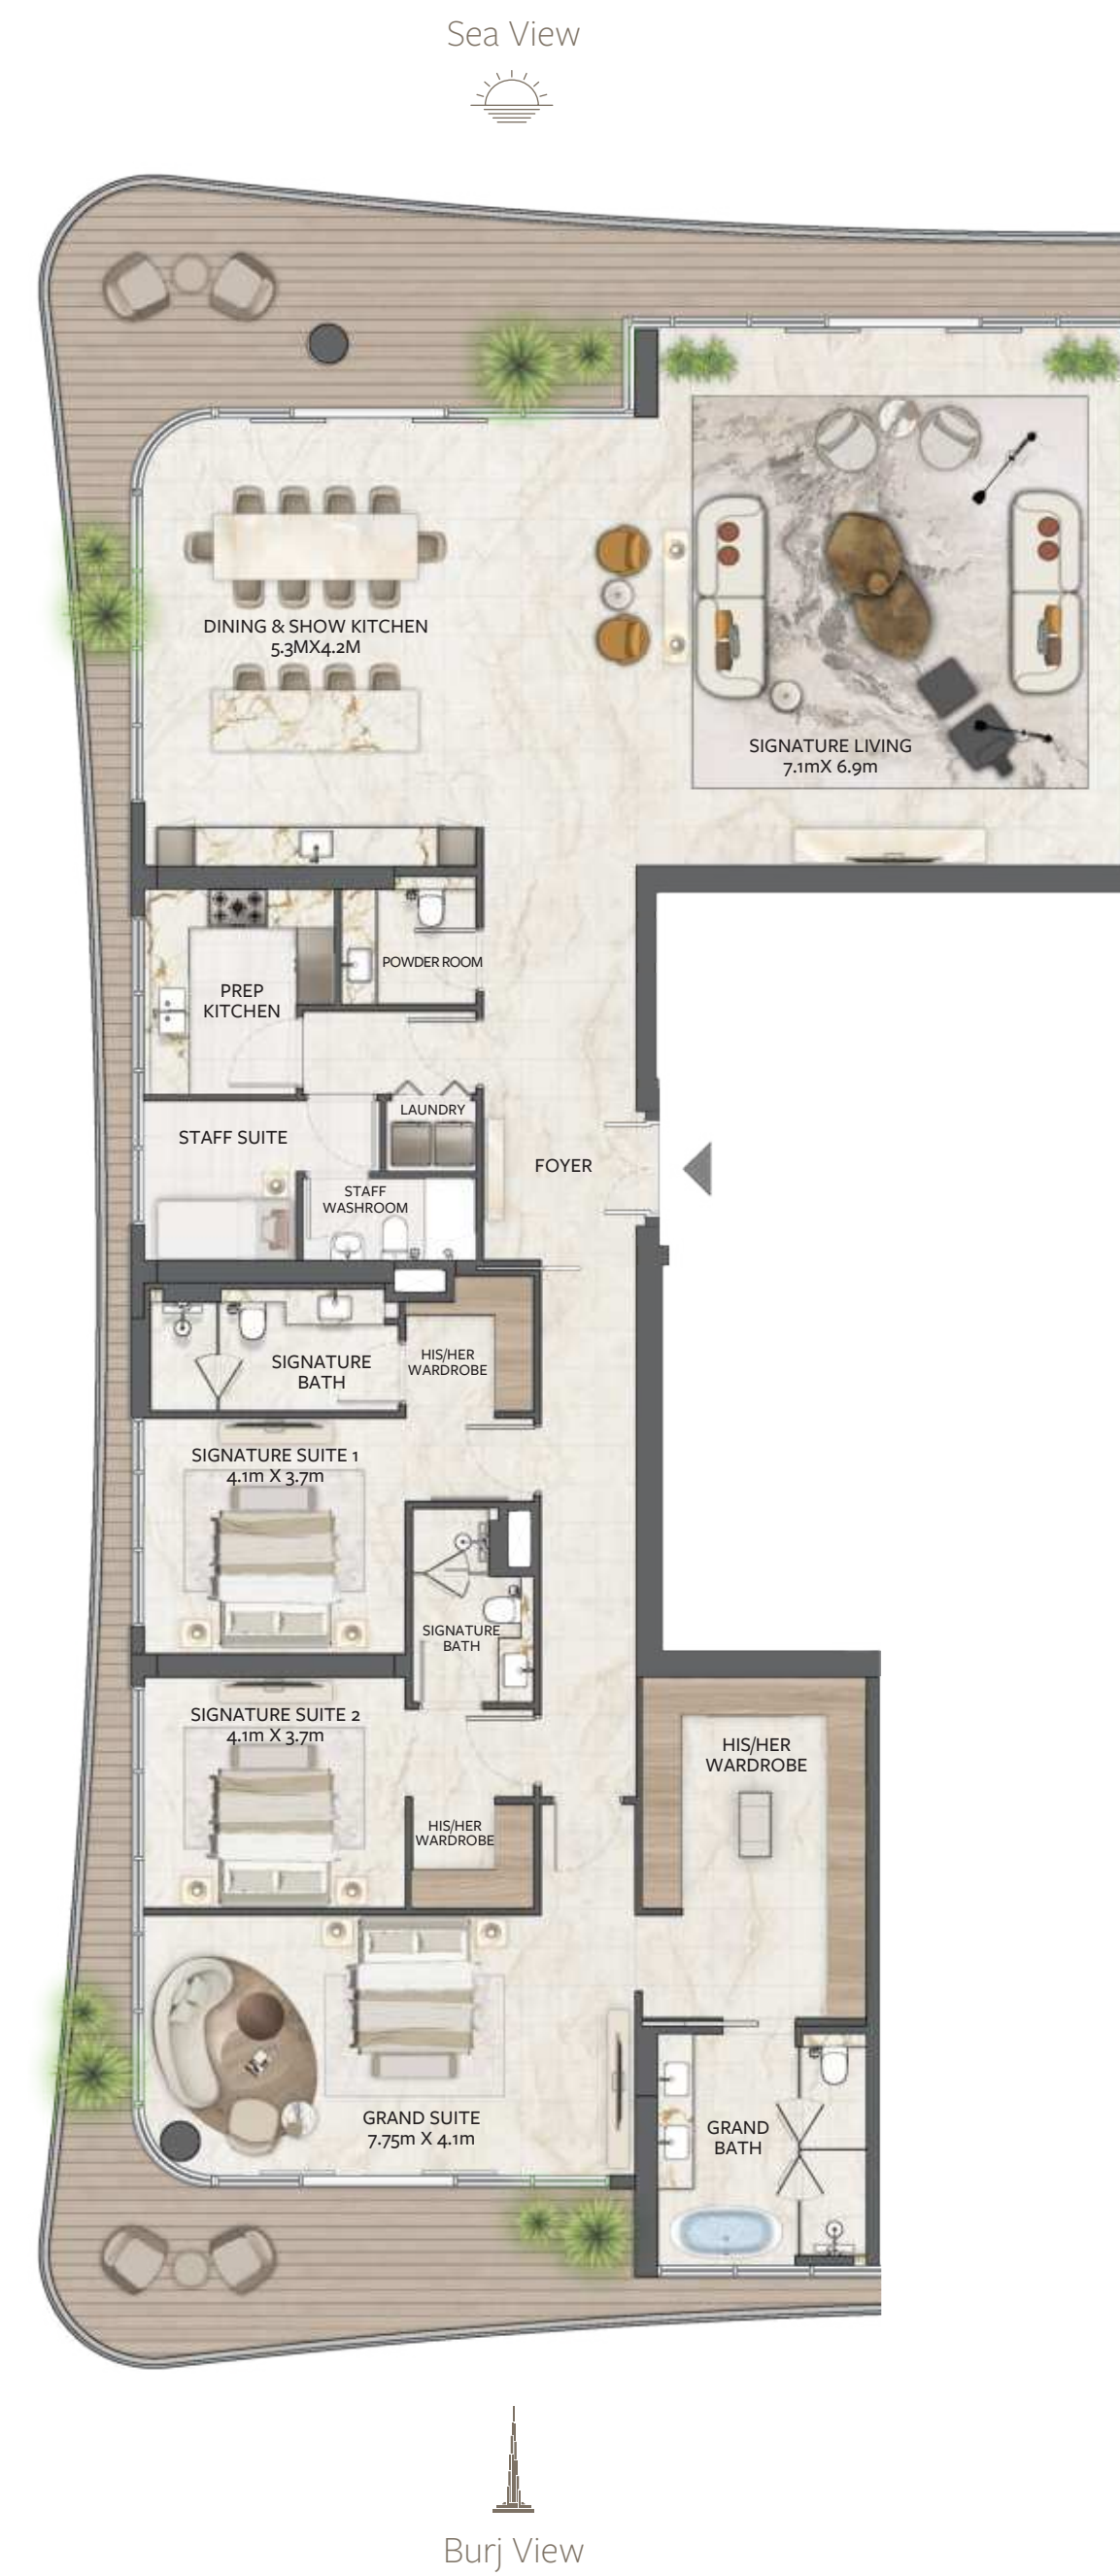 Sea View
DINING & SHOW KITCHEN
5.3MX4.2M
SIGNATURE LIVING
7.1mX 6.9m
POWDER ROOM
PREP
KITCHEN
LAUNDRY
STAFF SUITE
FOYER
STAFF
WASHROOM
SIGNATURE
BATH
HIS/HER
WARDROBE
SIGNATURE SUITE 1
4.1m X 3.7m
SIGNATURE
BATH
SIGNATURE SUITE 2
4.1m X 3.7m
HIS/HER
WARDROBE
HIS/HER
WARDROBE
GRAND SUITE
7.75m X 4.1m
GRAND
BATH
Burj View